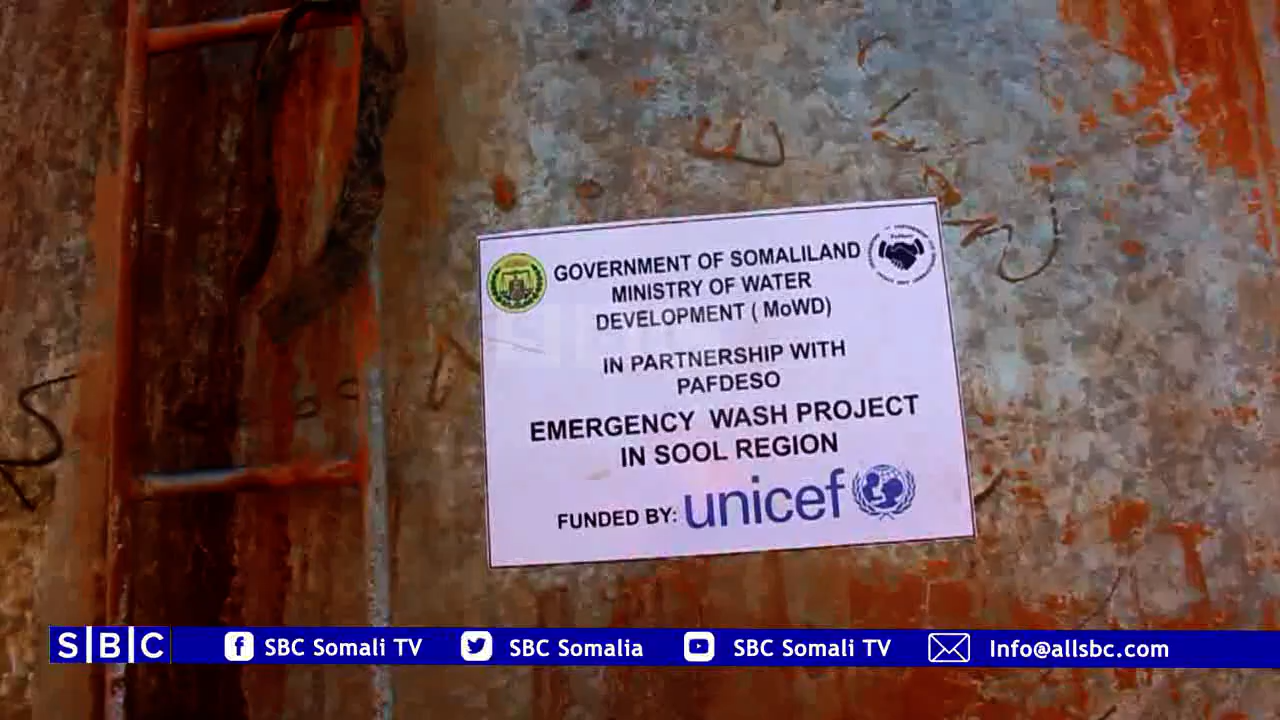 GOVERNMENT OF SOMALILAND
MINISTRY OF WATER
DEVELOPMENT ( MoWD)
IN PARTNERSHIP WITH
PAFDESO
EMERGENCY WASH PROJECT
IN SOOL REGION
FUNDED BY: unicef
SBC SBC Somali TV SBC Somalia SBC Somali TV Info@allsbc.com